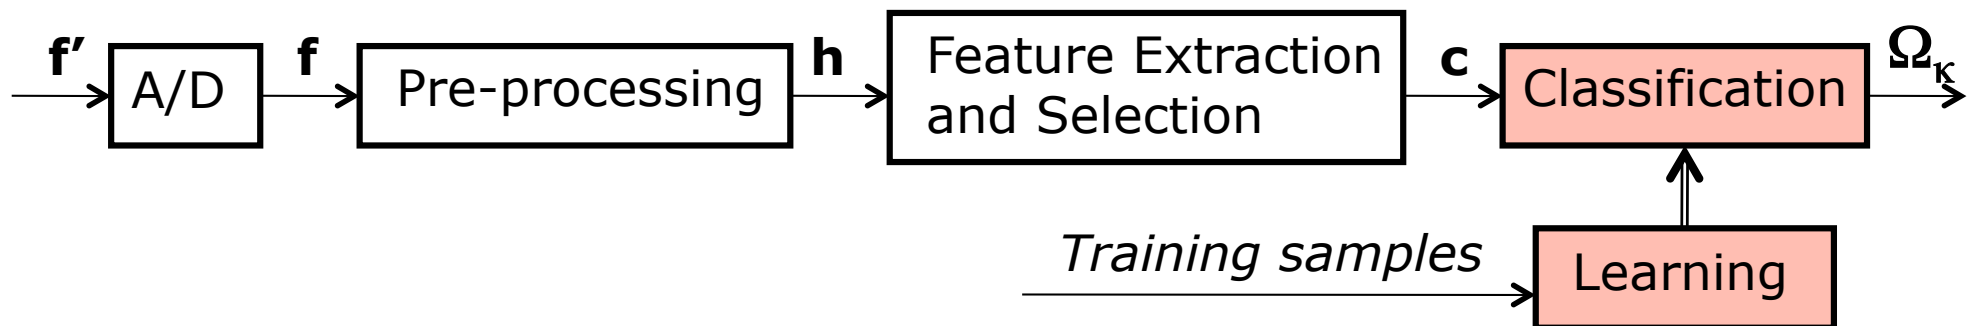 f′
A/D
f
Pre-processing
h
Feature Extraction
and Selection
c
Classification
Ωκ
Training samples
Learning